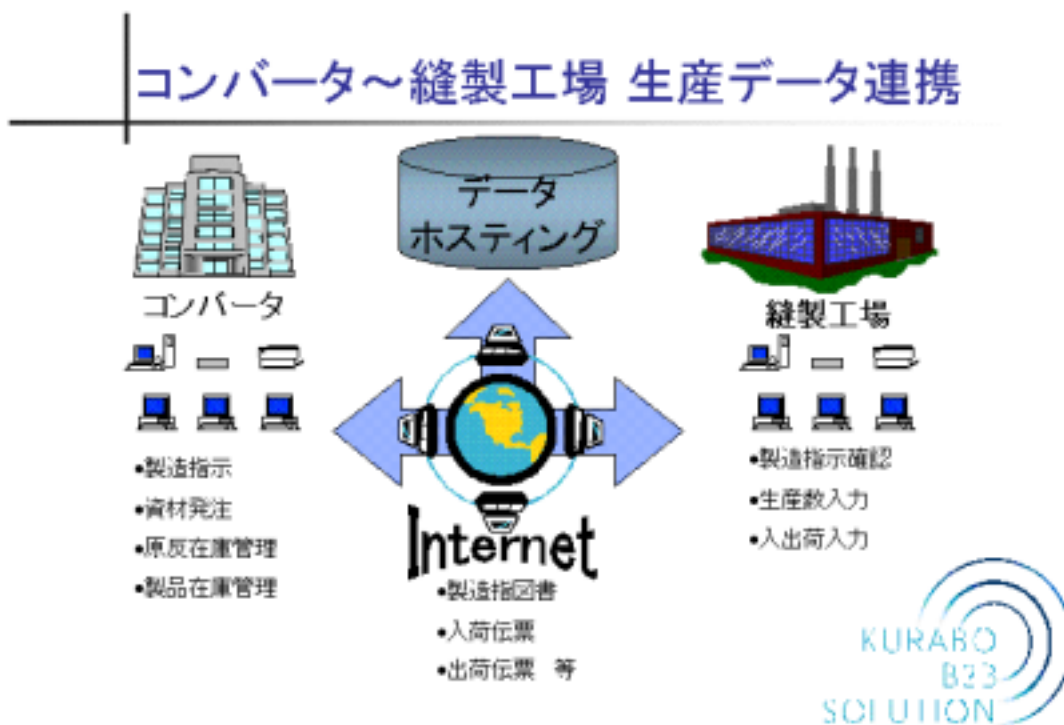 コンバータ～縫製工場 生産データ連携
データ
ホスティング
コンバータ
縫製工場
•製造指示
•資材発注
•原反在庫管理
•製品在庫管理
Internet
•製造指図書
•入荷伝票
•出荷伝票 等
•製造指示確認
•生産数入力
•入出荷入力
KURABO
B2B
SOLUTION